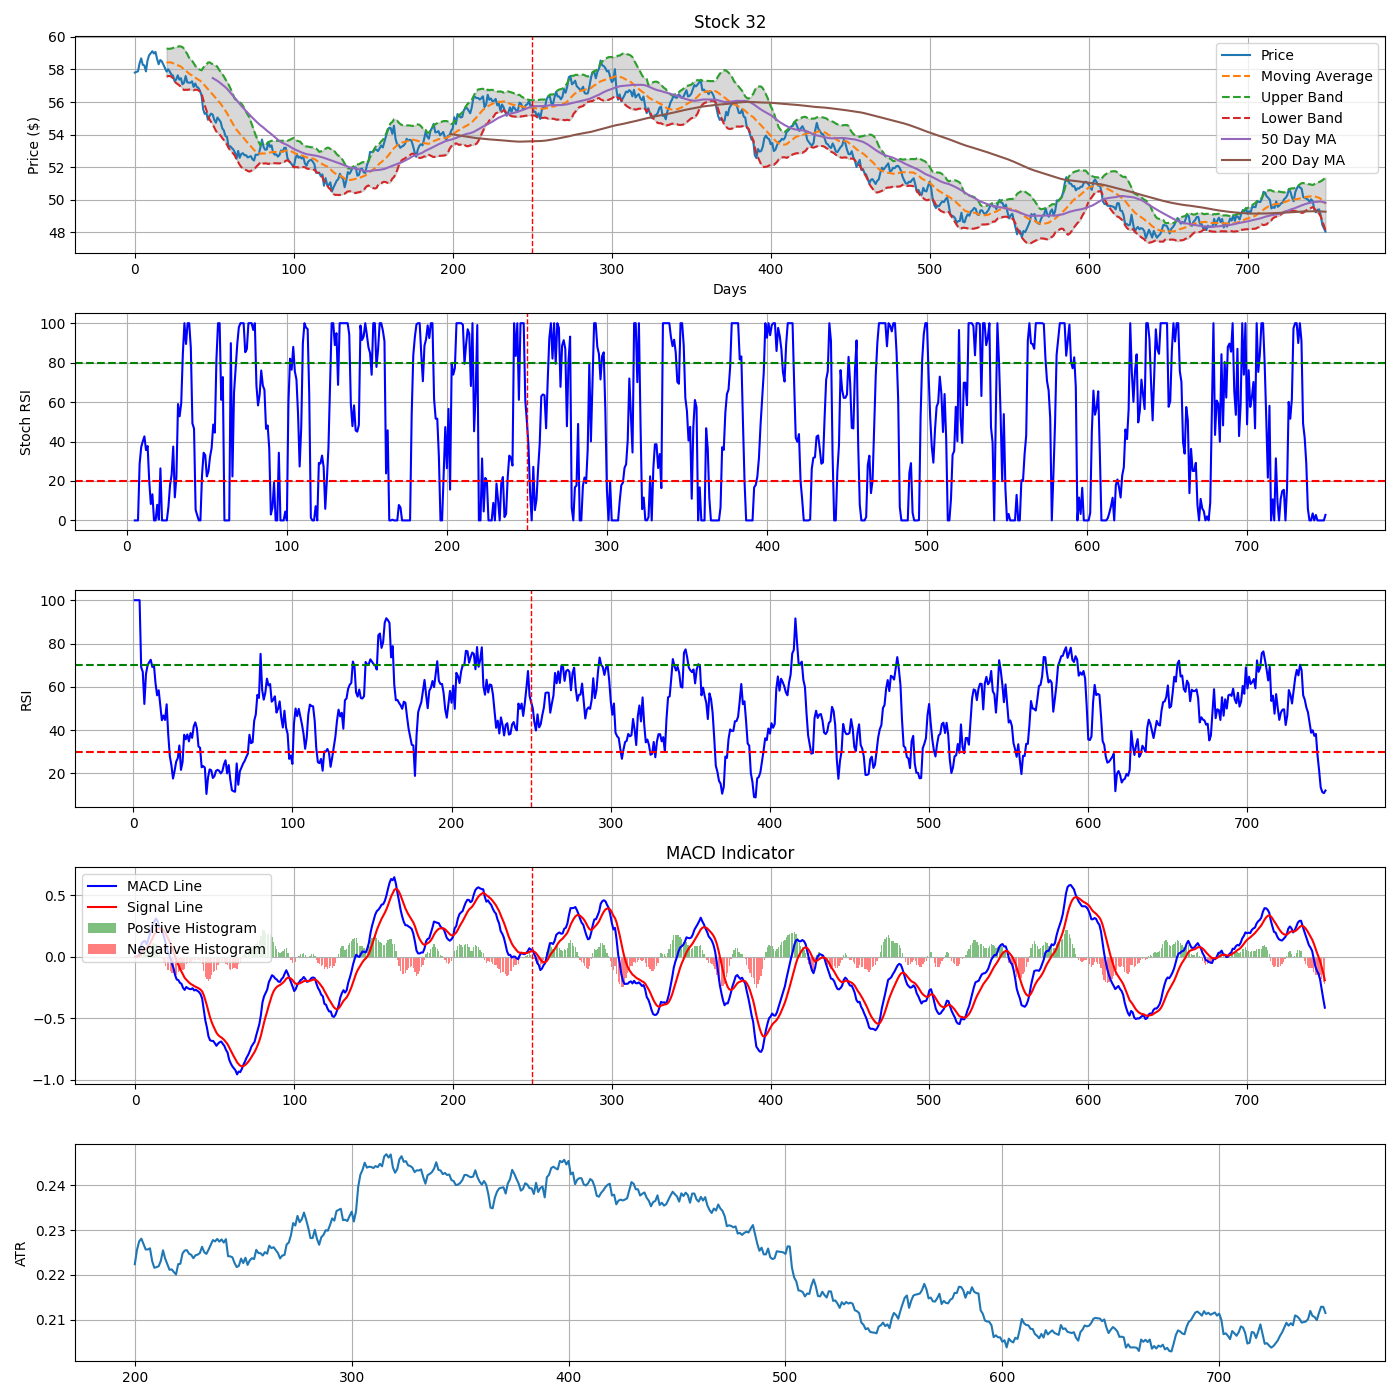 Stock 32
Price ($)
60
58
56
54
52
50
48
Price
Moving Average
Upper Band
Lower Band
50 Day MA
200 Day MA
0 100 200 300 400 500 600 700
Days
Stoch RSI
100
80
60
40
20
0
0 100 200 300 400 500 600 700
RSI
100
80
60
40
20
0 100 200 300 400 500 600 700
MACD Indicator
0.5
0.0
−0.5
−1.0
MACD Line
Signal Line
Positive Histogram
Negative Histogram
0 100 200 300 400 500 600 700
ATR
0.24
0.23
0.22
0.21
200 300 400 500 600 700